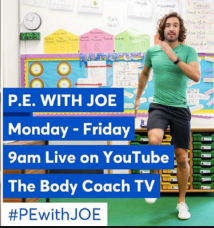 P.E. WITH JOE
Monday - Friday
9am Live on YouTube
The Body Coach TV
#PEwithJOE